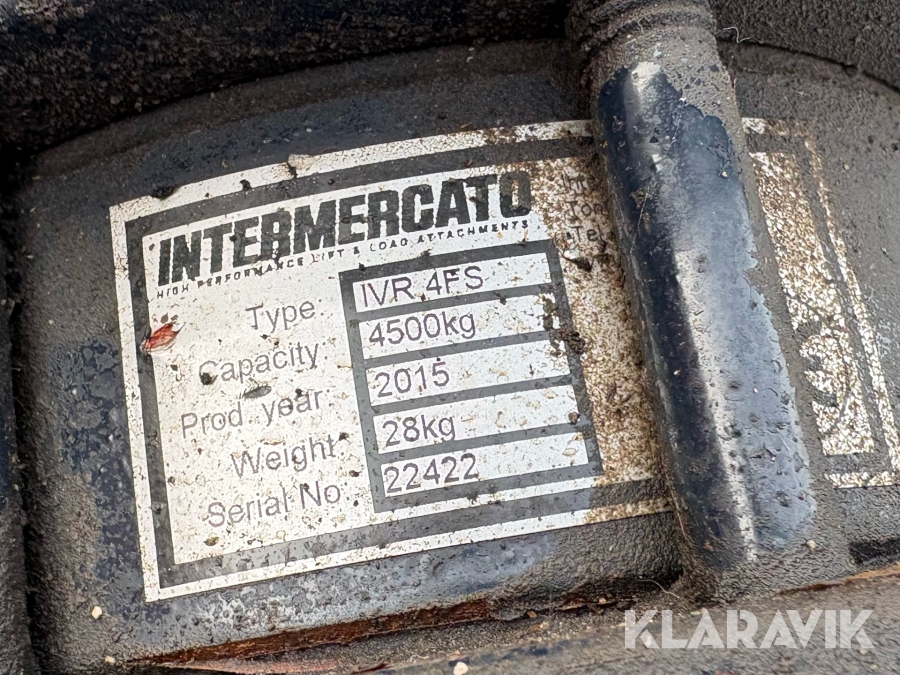 INTERMERCATO
HIGH PERFORMANCE LIFT & LOAD ATTACHMENTS
Type: IVR 4FS
Capacity: 4500kg
Prod year: 2015
Weight: 28kg
Serial No: 22422
CE
KLARAVIK